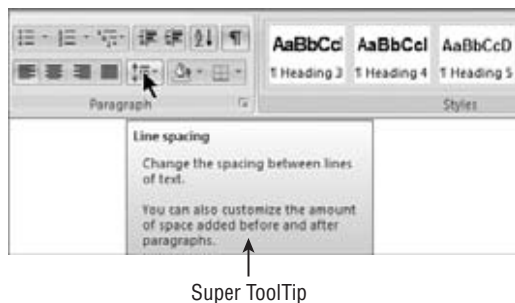 AaBbCc AaBbCcI AaBbCcD
¶ Heading 3 ¶ Heading 4 ¶ Heading 5
Paragraph
Styles
Line spacing
Change the spacing between lines
of text.
You can also customize the amount
of space added before and after
paragraphs.
Super ToolTip